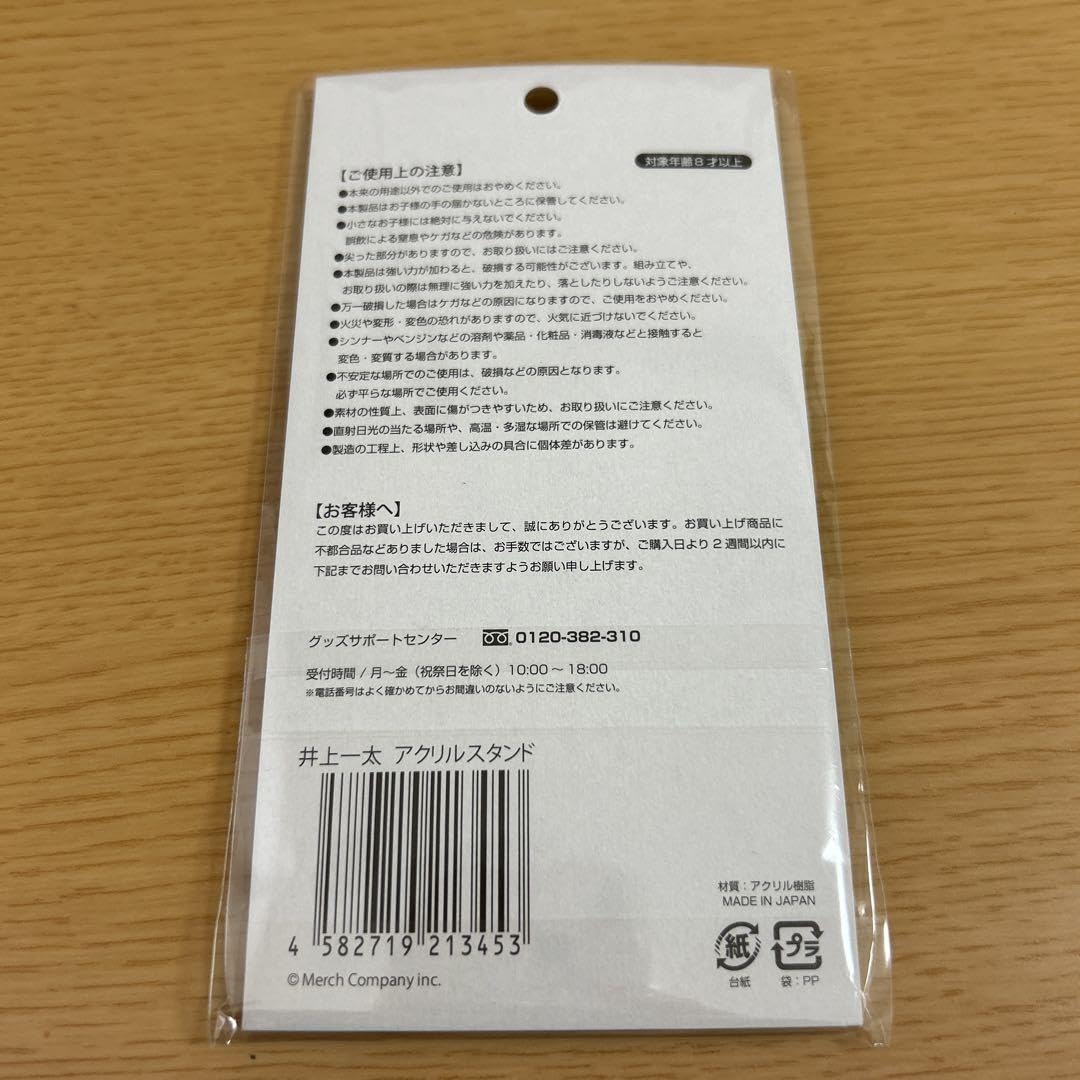 対象年齢8才以上
【ご使用上の注意】
●本来の用途以外でのご使用はおやめください。
●本製品はお子様の手の届かないところに保管してください。
●小さなお子様には絶対に与えないでください。
誤飲による窒息やケガなどの危険があります。
●尖った部分がありますので、お取り扱いにはご注意ください。
●本製品は強い力が加わると、破損する可能性がございます。組み立てや、
お取り扱いの際は無理に強い力を加えたり、落としたりしないようご注意ください。
●万一破損した場合はケガなどの原因になりますので、ご使用をおやめください。
●火災や変形・変色の恐れがありますので、火気に近づけないでください。
●シンナーやベンジンなどの溶剤や薬品・化粧品・消毒液などと接触すると
変色・変質する場合があります。
●不安定な場所でのご使用は、破損などの原因となります。
必ず平らな場所でご使用ください。
●素材の性質上、表面に傷がつきやすいため、お取り扱いにご注意ください。
●直射日光の当たる場所や、高温・多湿な場所での保管は避けてください。
●製造の工程上、形状や差し込みの具合に個体差があります。
【お客様へ】
この度はお買い上げいただきまして、誠にありがとうございます。お買い上げ商品に
不都合品などありました場合は、お手数ではございますが、ご購入日より2週間以内に
下記までお問い合わせいただきますようお願い申し上げます。
グッズサポートセンター 0120-382-310
受付時間/月～金（祝祭日を除く）10:00～18:00
※電話番号はよく確かめてからお間違いのないようにご注意ください。
井上一太 アクリルスタンド
4 582719 213453
©Merch Company inc.
材質：アクリル樹脂
MADE IN JAPAN
紙 プラ
台紙 袋：PP